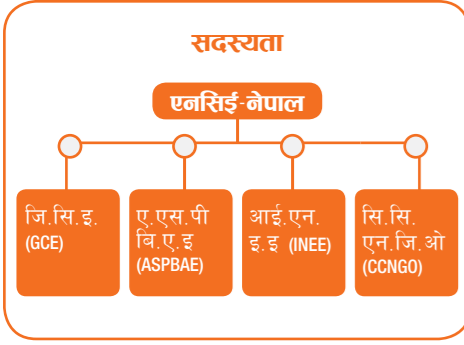 सदस्यता
एनसिई-नेपाल
जि.सि.इ.
(GCE)
ए.एस.पी
बि.ए.इ
(ASPBAE)
आई.एन.
इ.इ (INEE)
सि.सि.
एन.जि.ओ
(CCNGO)